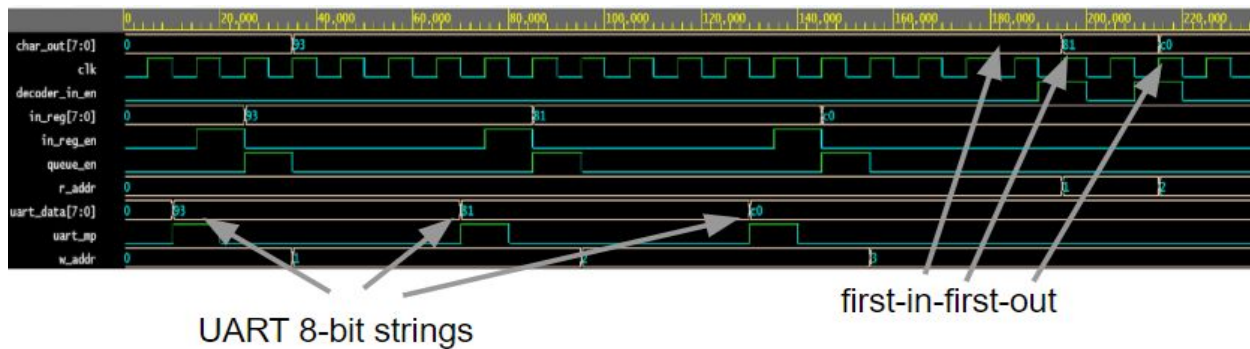 0 20,000 40,000 60,000 80,000 100,000 120,000 140,000 160,000 180,000 200,000 220,000
char_out[7:0] 0 93 81 c0
clk
decoder_in_en
in_reg[7:0] 0 93 81 c0
in_reg_en
queue_en
r_addr 0 1 2
uart_data[7:0] 0 93 81 c0
uart_mp
w_addr 0 1 2 3
first-in-first-out
UART 8-bit strings